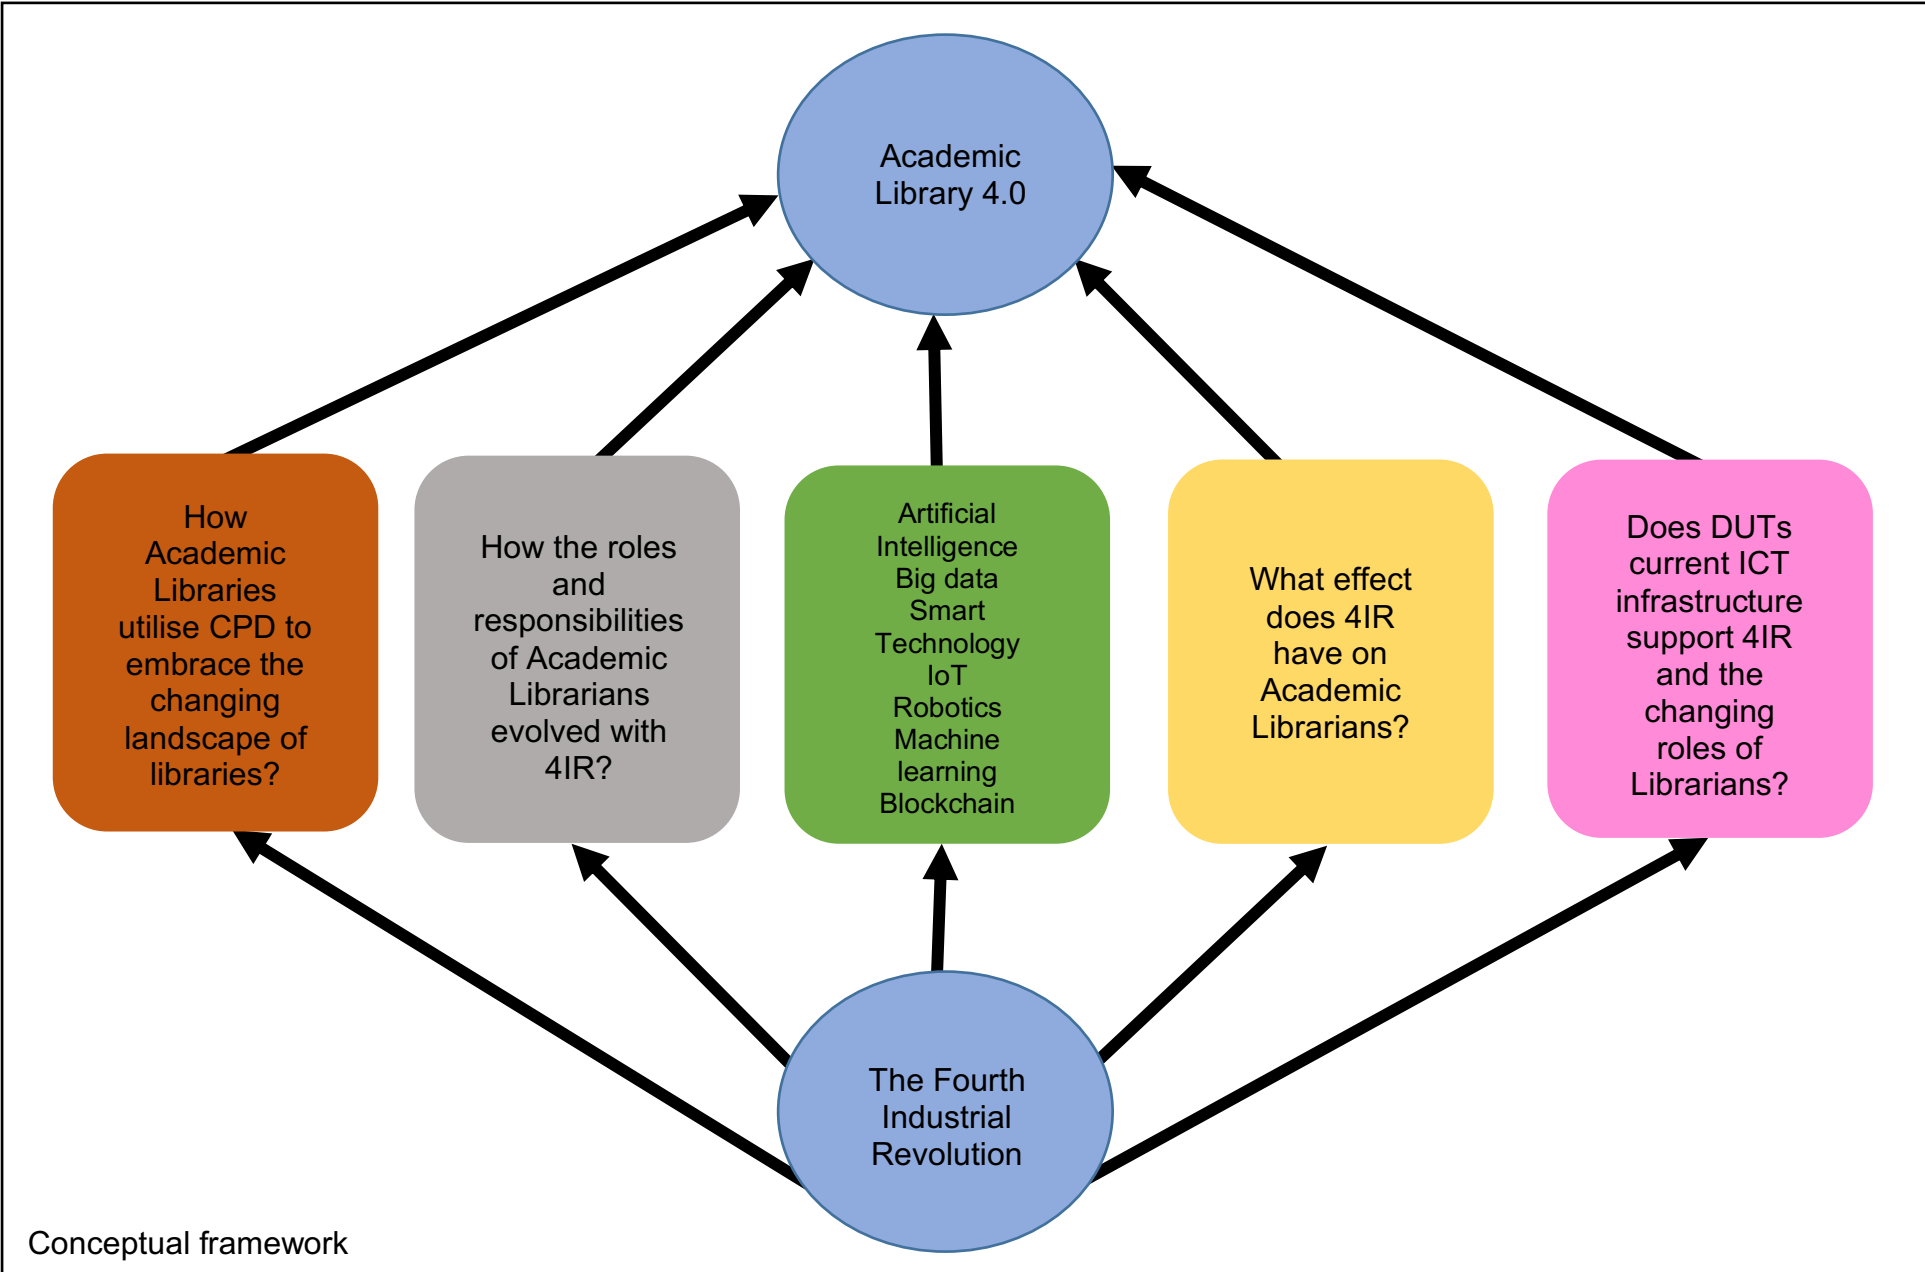 Academic
Library 4.0
How
Academic
Libraries
utilise CPD to
embrace the
changing
landscape of
libraries?
How the roles
and
responsibilities
of Academic
Librarians
evolved with
4IR?
Artificial
Intelligence
Big data
Smart
Technology
IoT
Robotics
Machine
learning
Blockchain
What effect
does 4IR
have on
Academic
Librarians?
Does DUTs
current ICT
infrastructure
support 4IR
and the
changing
roles of
Librarians?
The Fourth
Industrial
Revolution
Conceptual framework